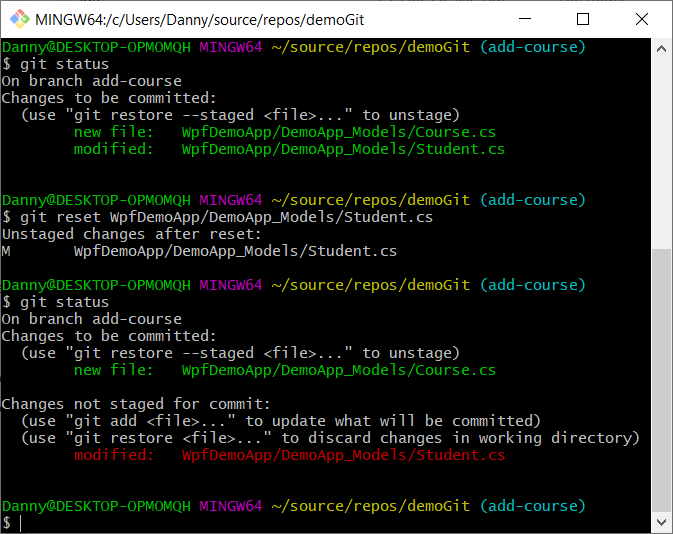 MINGW64:/c/Users/Danny/source/repos/demoGit
Danny@DESKTOP-OPMOMQH MINGW64 ~/source/repos/demoGit (add-course)
$ git status
On branch add-course
Changes to be committed:
  (use "git restore --staged <file>..." to unstage)
        new file:   WpfDemoApp/DemoApp_Models/Course.cs
        modified:   WpfDemoApp/DemoApp_Models/Student.cs
Danny@DESKTOP-OPMOMQH MINGW64 ~/source/repos/demoGit (add-course)
$ git reset WpfDemoApp/DemoApp_Models/Student.cs
Unstaged changes after reset:
M       WpfDemoApp/DemoApp_Models/Student.cs
Danny@DESKTOP-OPMOMQH MINGW64 ~/source/repos/demoGit (add-course)
$ git status
On branch add-course
Changes to be committed:
  (use "git restore --staged <file>..." to unstage)
        new file:   WpfDemoApp/DemoApp_Models/Course.cs
Changes not staged for commit:
  (use "git add <file>..." to update what will be committed)
  (use "git restore <file>..." to discard changes in working directory)
        modified:   WpfDemoApp/DemoApp_Models/Student.cs
Danny@DESKTOP-OPMOMQH MINGW64 ~/source/repos/demoGit (add-course)
$